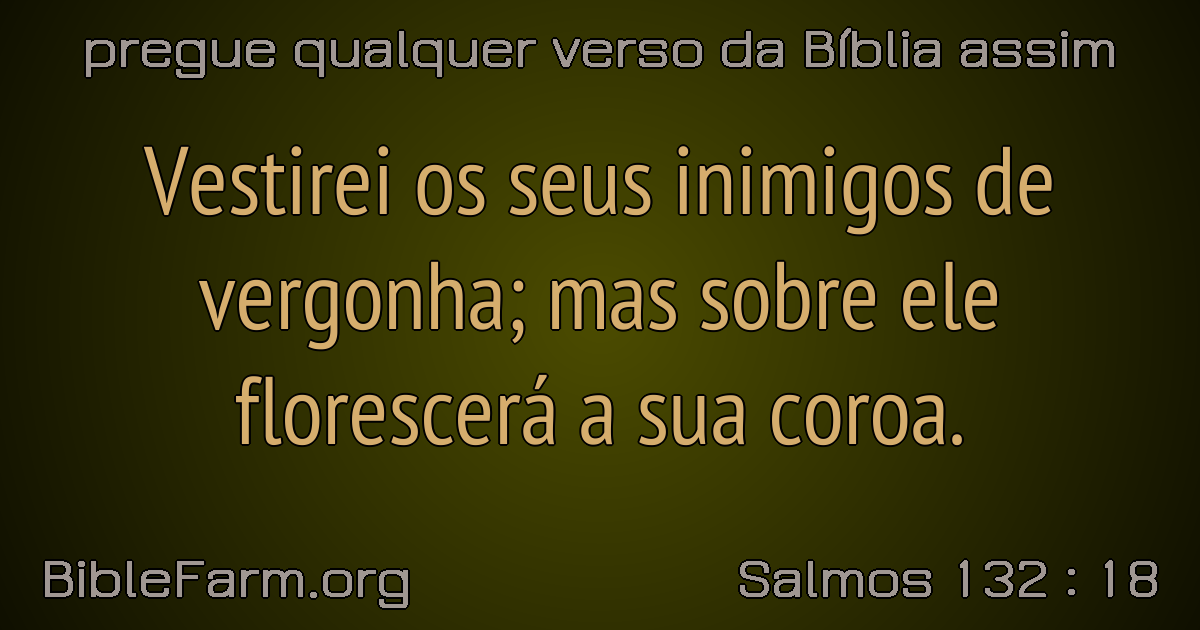 pregue qualquer verso da Bíblia assim
Vestirei os seus inimigos de
vergonha; mas sobre ele
florescerá a sua coroa.
BibleFarm.org
Salmos 132 : 18